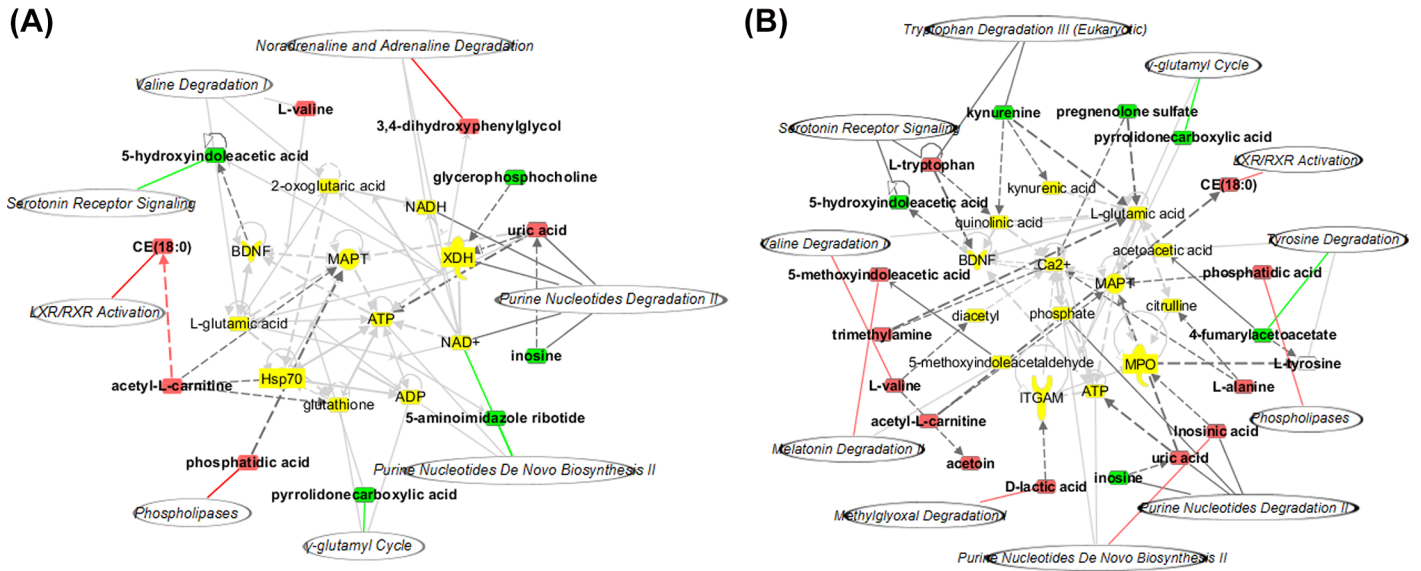 (A)
Noradrenaline and Adrenaline Degradation
Valine Degradation I
L-valine
3,4-dihydroxyphenylglycol
5-hydroxyindoleacetic acid
glycerophosphocholine
2-oxoglutaric acid
Serotonin Receptor Signaling
NADH
uric acid
CE(18:0)
BDNF
MAPT
XDH
Purine Nucleotides Degradation II
LXR/RXR Activation
L-glutamic acid
ATP
NAD+
inosine
acetyl-L-carnitine
Hsp70
glutathione
ADP
5-aminoimidazole ribotide
phosphatidic acid
Purine Nucleotides De Novo Biosynthesis II
pyrrolidonecarboxylic acid
Phospholipases
γ-glutamyl Cycle
(B)
Tryptophan Degradation III (Eukaryotic)
γ-glutamyl Cycle
kynurenine
pregnenolone sulfate
Serotonin Receptor Signaling
pyrrolidonecarboxylic acid
L-tryptophan
LXR/RXR Activation
CE(18:0)
kynurenic acid
5-hydroxyindoleacetic acid
quinolinic acid
L-glutamic acid
Valine Degradation I
acetoacetic acid
Tyrosine Degradation I
BDNF
Ca2+
5-methoxyindoleacetic acid
MAPT
phosphatidic acid
citrulline
diacetyl
phosphate
trimethylamine
4-fumarylacetoacetate
5-methoxyindoleacetaldehyde
MPO
L-tyrosine
L-valine
ITGAM
ATP
L-alanine
acetyl-L-carnitine
Phospholipases
Inosinic acid
Melatonin Degradation II
acetoin
uric acid
inosine
D-lactic acid
Methylglyoxal Degradation I
Purine Nucleotides Degradation II
Purine Nucleotides De Novo Biosynthesis II